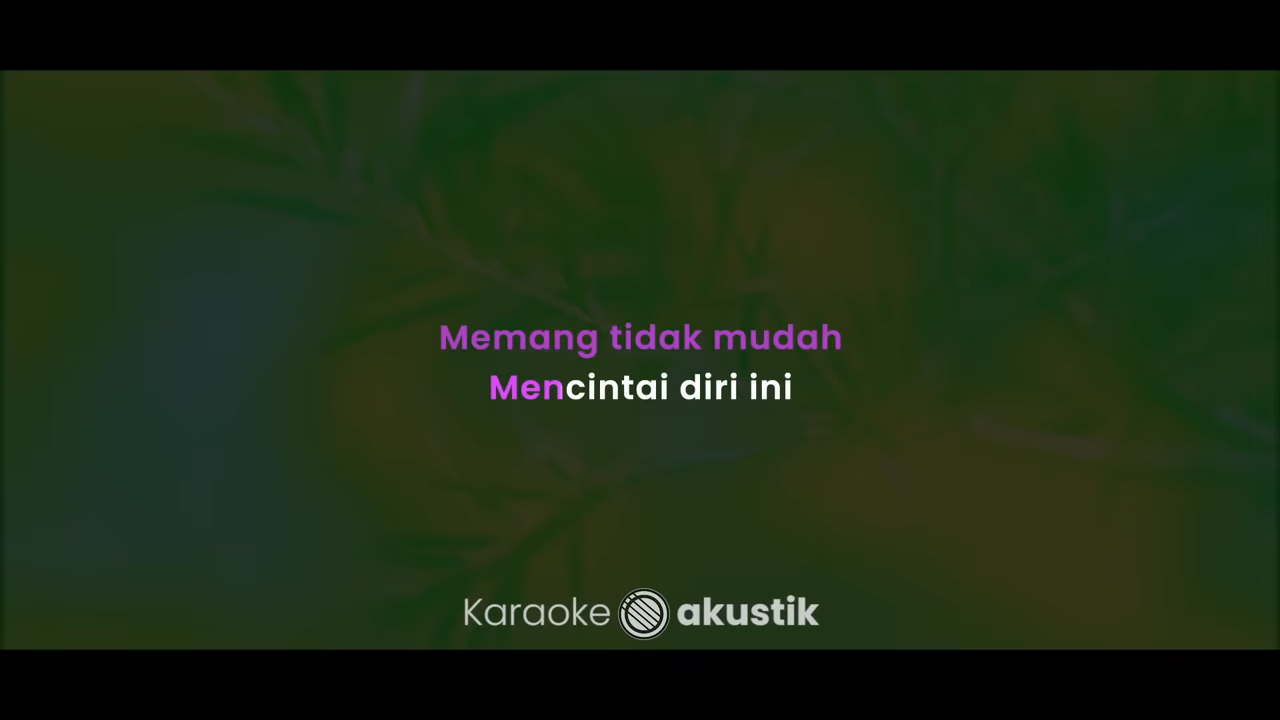 Memang tidak mudah
Mencintai diri ini
Karaoke akustik